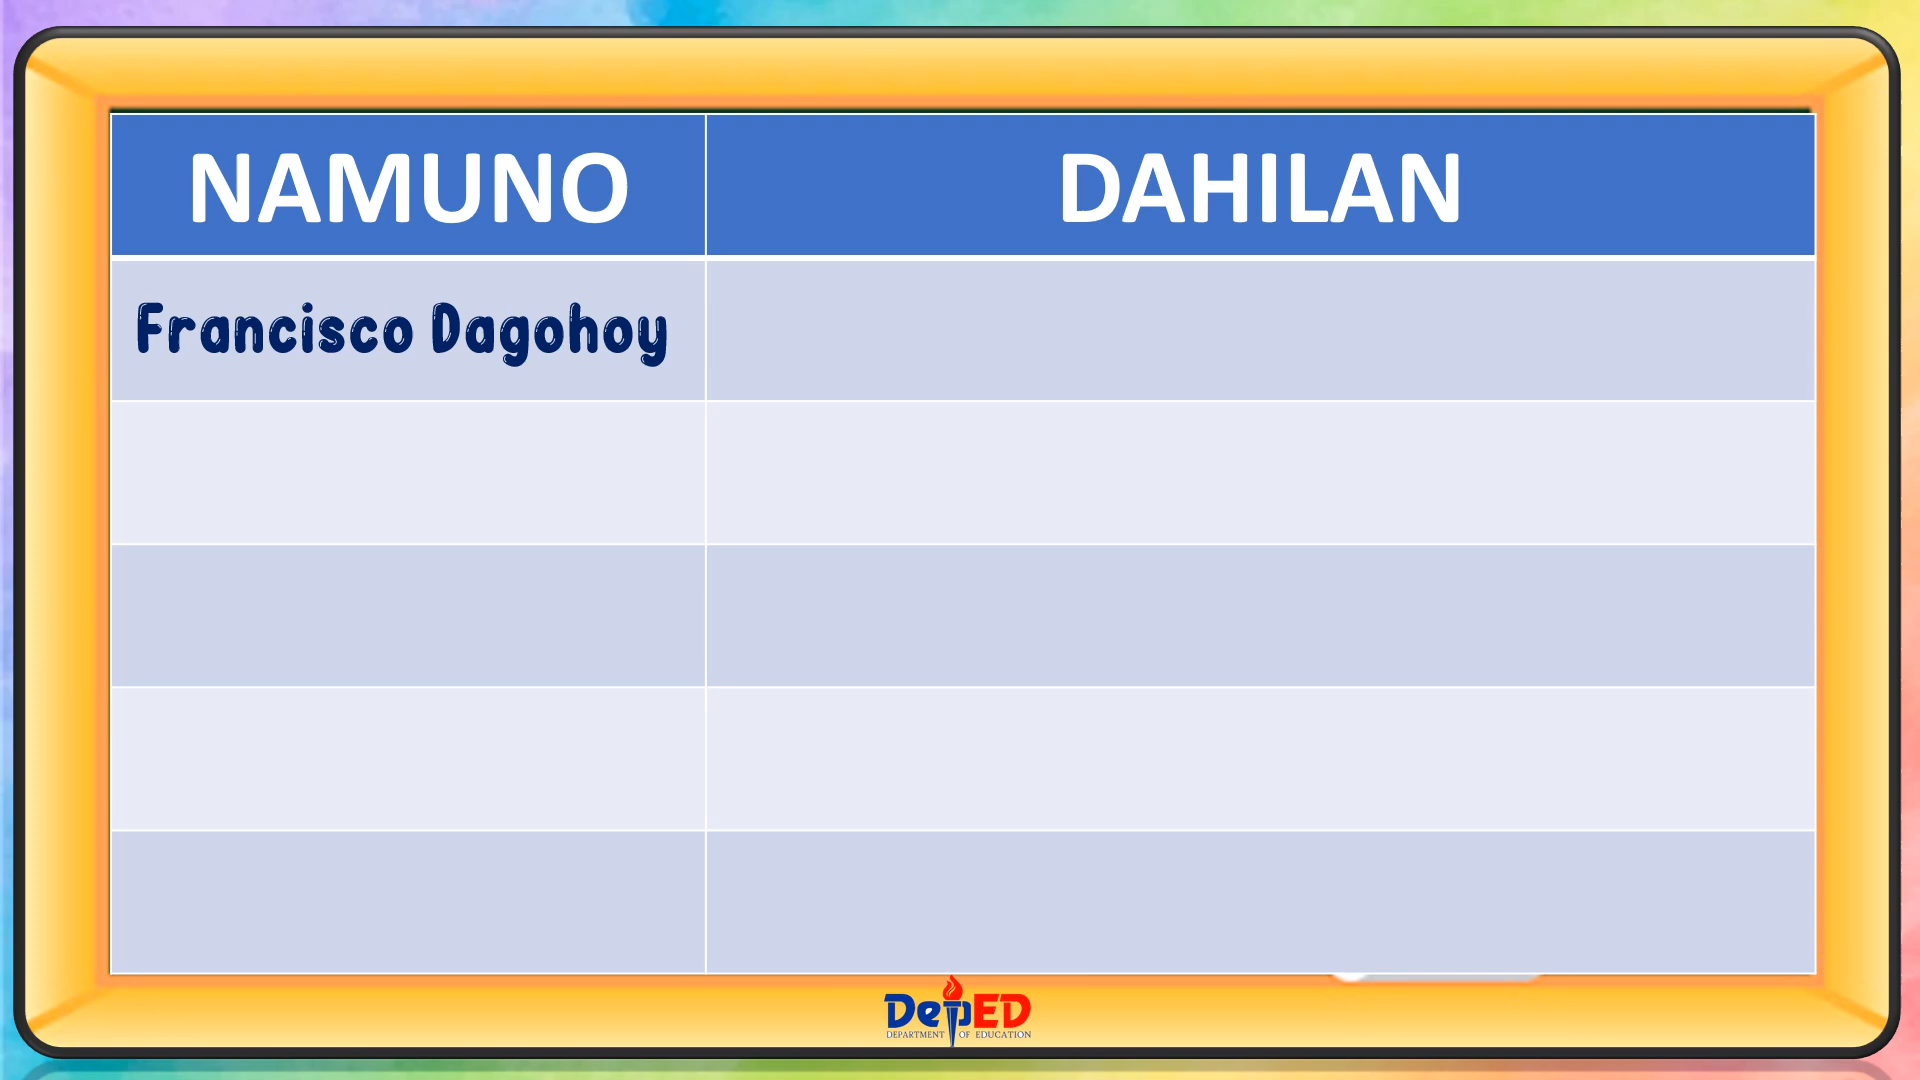 NAMUNO
DAHILAN
Francisco Dagohoy
DepED
DEPARTMENT OF EDUCATION